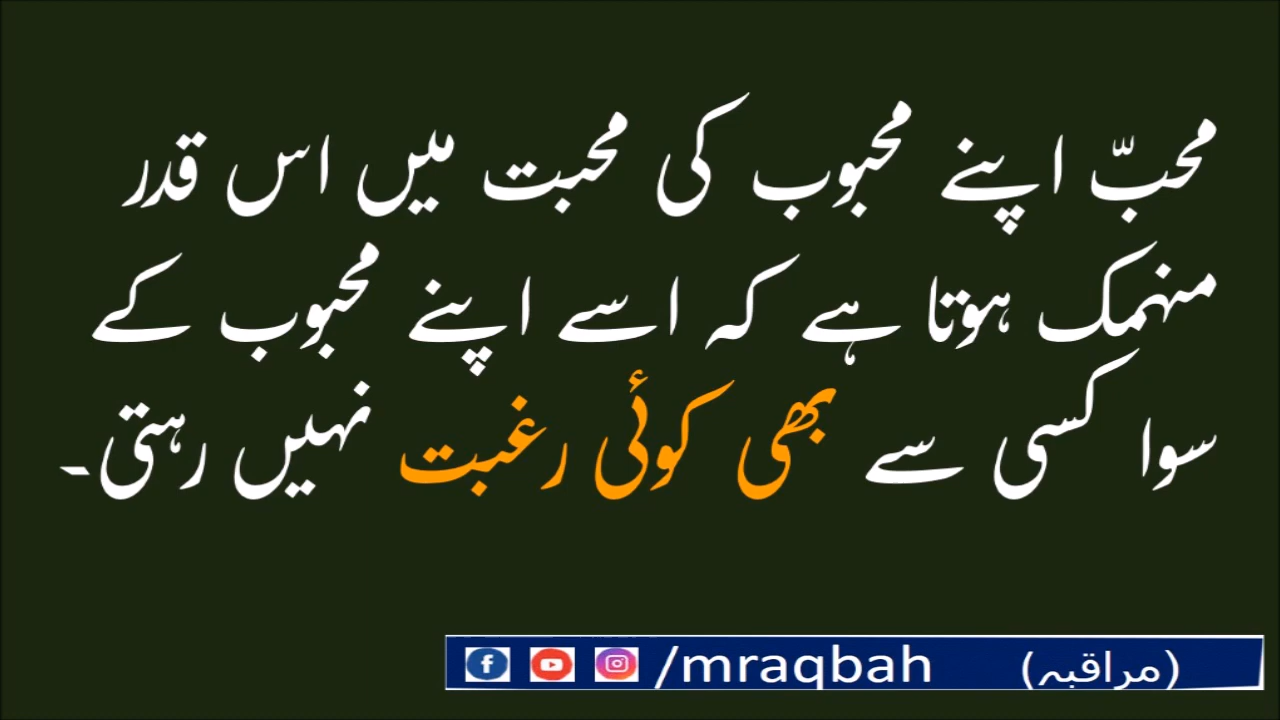 محبّ اپنے محبوب کی محبت میں اس قدر
منہمک ہوتا ہے کہ اسے اپنے محبوب کے
سوا کسی سے بھی کوئی رغبت نہیں رہتی۔
/mraqbah (مراقبہ)